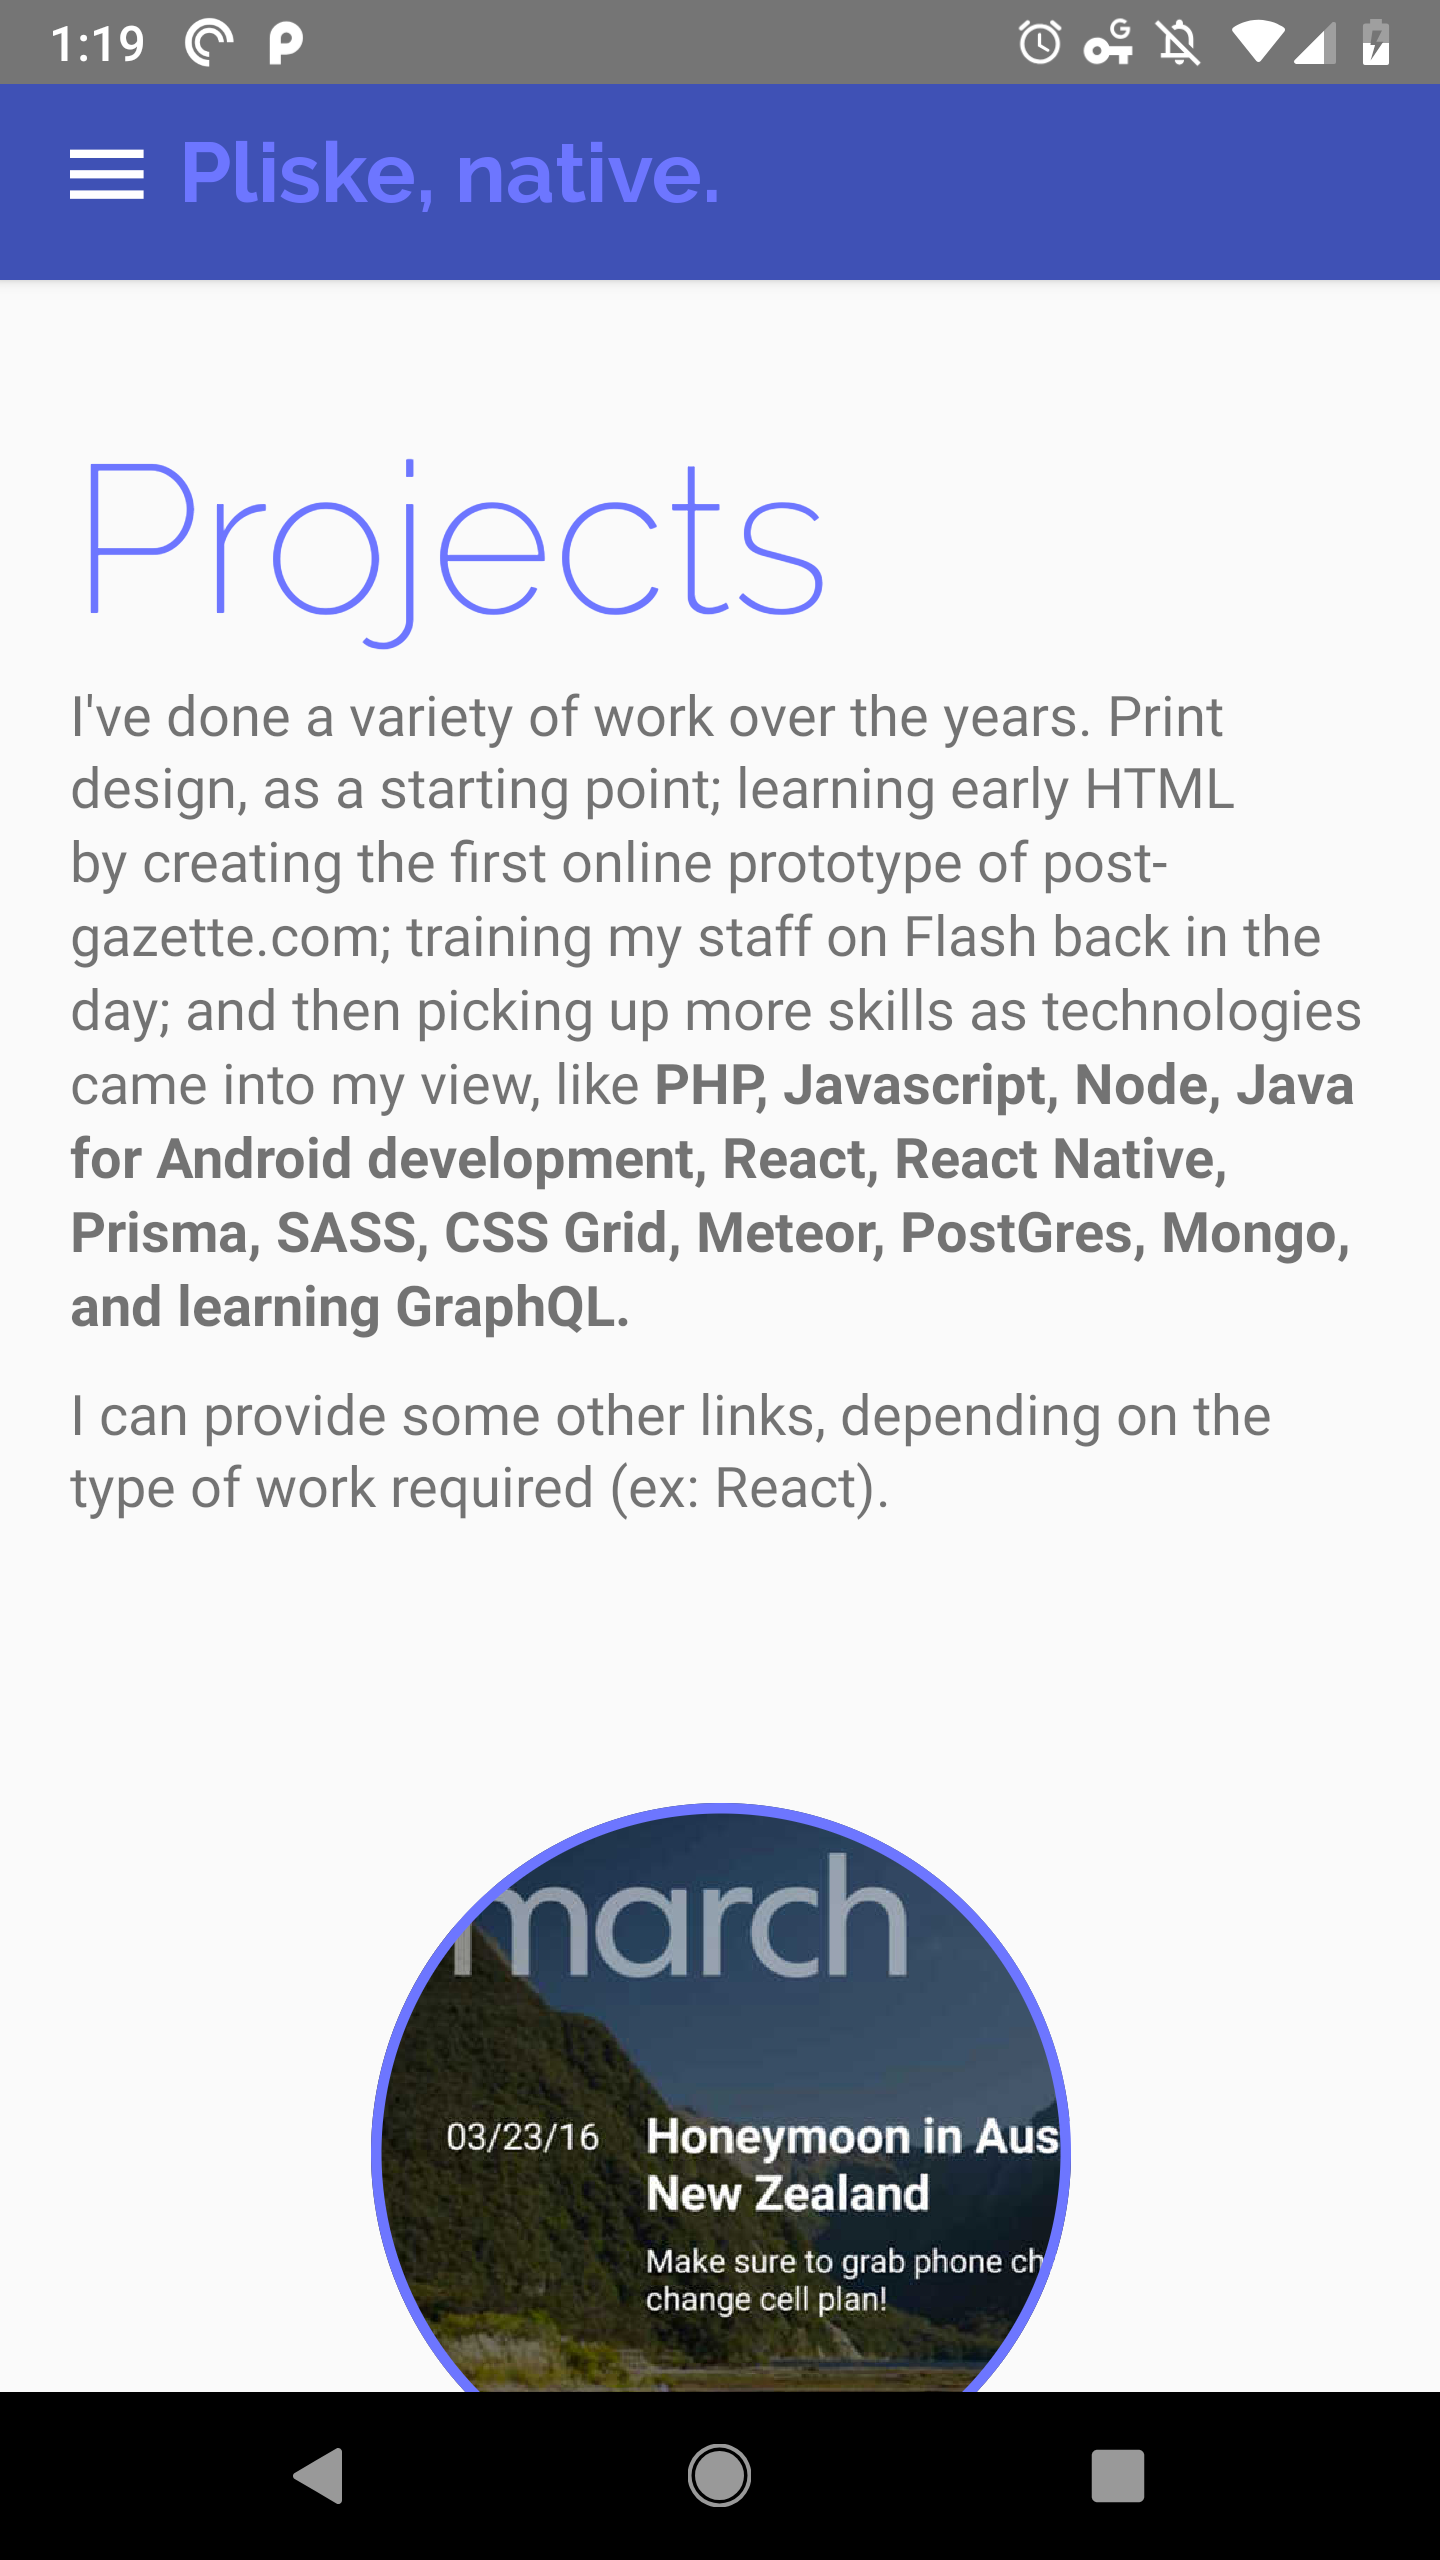 1:19
Pliske, native.
Projects
I've done a variety of work over the years. Print
design, as a starting point; learning early HTML
by creating the first online prototype of post-
gazette.com; training my staff on Flash back in the
day; and then picking up more skills as technologies
came into my view, like PHP, Javascript, Node, Java
for Android development, React, React Native,
Prisma, SASS, CSS Grid, Meteor, PostGres, Mongo,
and learning GraphQL.
I can provide some other links, depending on the
type of work required (ex: React).
march
03/23/16
Honeymoon in Aus
New Zealand
Make sure to grab phone ch
change cell plan!